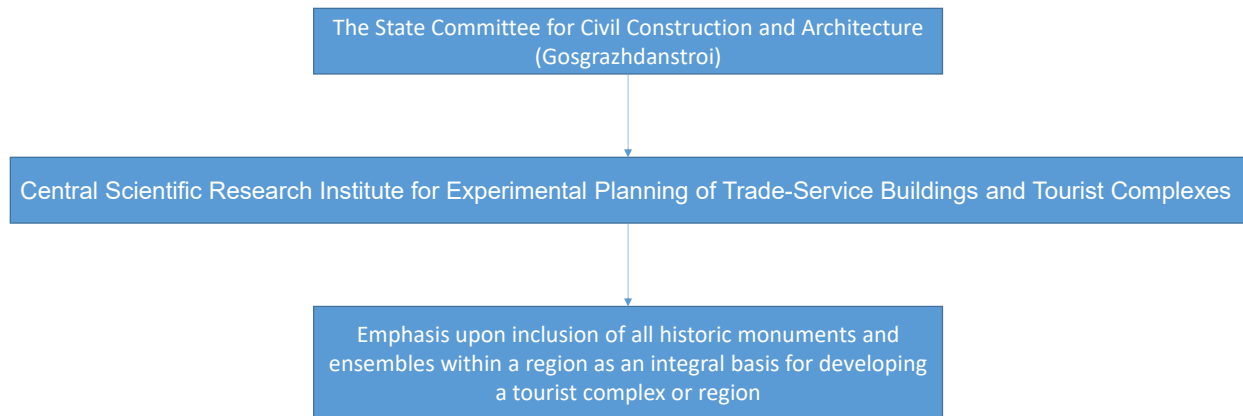 The State Committee for Civil Construction and Architecture
(Gosgrazhdanstroi)
Central Scientific Research Institute for Experimental Planning of Trade-Service Buildings and Tourist Complexes
Emphasis upon inclusion of all historic monuments and
ensembles within a region as an integral basis for developing
a tourist complex or region